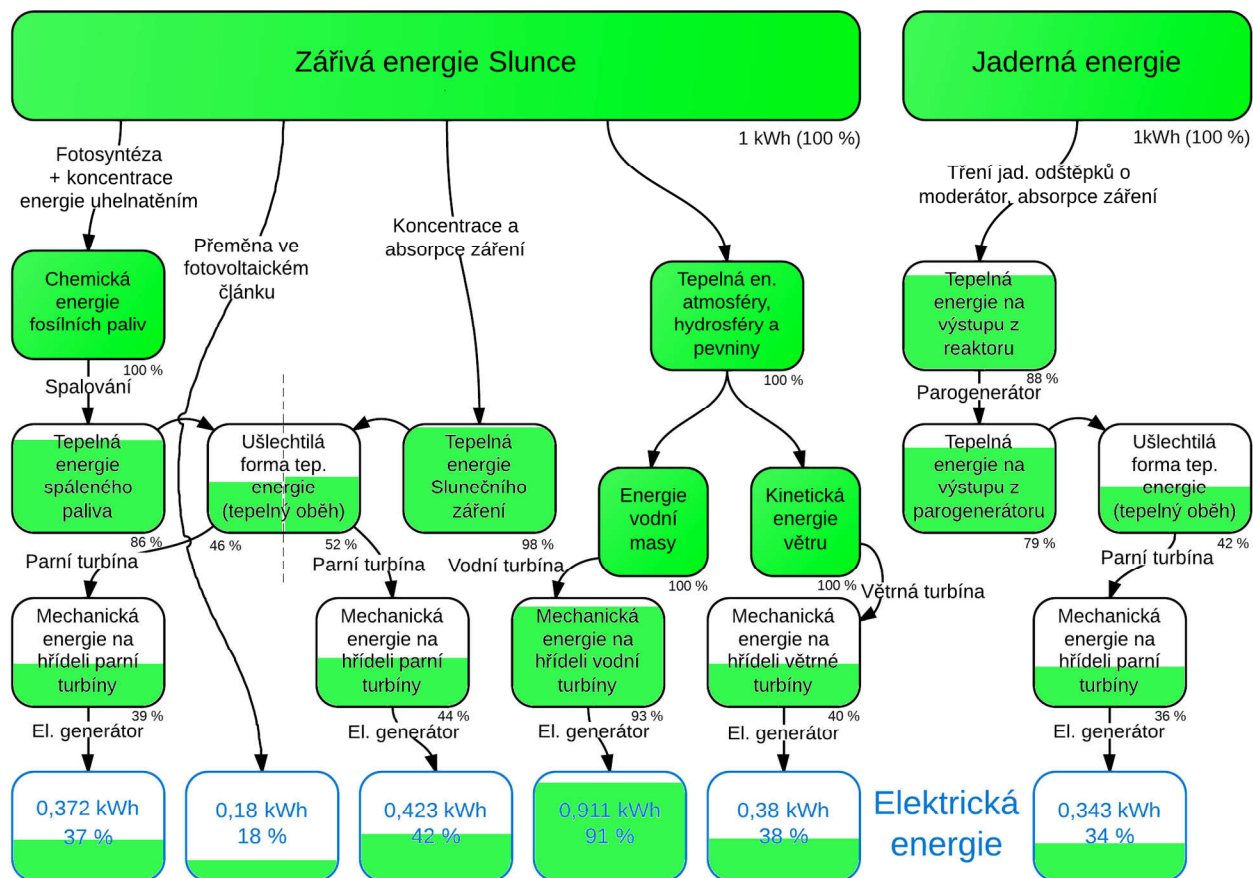 Zářivá energie Slunce
Jaderná energie
1 kWh (100 %)
1kWh (100 %)
Fotosyntéza
+ koncentrace
energie uhelnatěním
Přeměna ve
fotovoltaickém
článku
Koncentrace a
absorpce záření
Tření jad. odštěpků o
moderátor, absorpce záření
Chemická
energie
fosílních paliv
100 %
Tepelná en.
atmosféry,
hydrosféry a
pevniny
100 %
Tepelná
energie na
výstupu z
reaktoru
88 %
Spalování
Parogenerátor
Tepelná
energie
spáleného
paliva
86 %
Ušlechtilá
forma tep.
energie
(tepelný oběh)
46 %
52 %
Tepelná
energie
Slunečního
záření
98 %
Energie
vodní
masy
100 %
Kinetická
energie
větru
100 %
Tepelná
energie na
výstupu z
parogenerátoru
79 %
Ušlechtilá
forma tep.
energie
(tepelný oběh)
42 %
Parní turbína
Parní turbína
Vodní turbína
Větrná turbína
Parní turbína
Mechanická
energie na
hřídeli parní
turbíny
39 %
Mechanická
energie na
hřídeli parní
turbíny
44 %
Mechanická
energie na
hřídeli vodní
turbíny
93 %
Mechanická
energie na
hřídeli větrné
turbíny
40 %
Mechanická
energie na
hřídeli parní
turbíny
36 %
El. generátor
El. generátor
El. generátor
El. generátor
El. generátor
0,372 kWh
37 %
0,18 kWh
18 %
0,423 kWh
42 %
0,911 kWh
91 %
0,38 kWh
38 %
Elektrická
energie
0,343 kWh
34 %